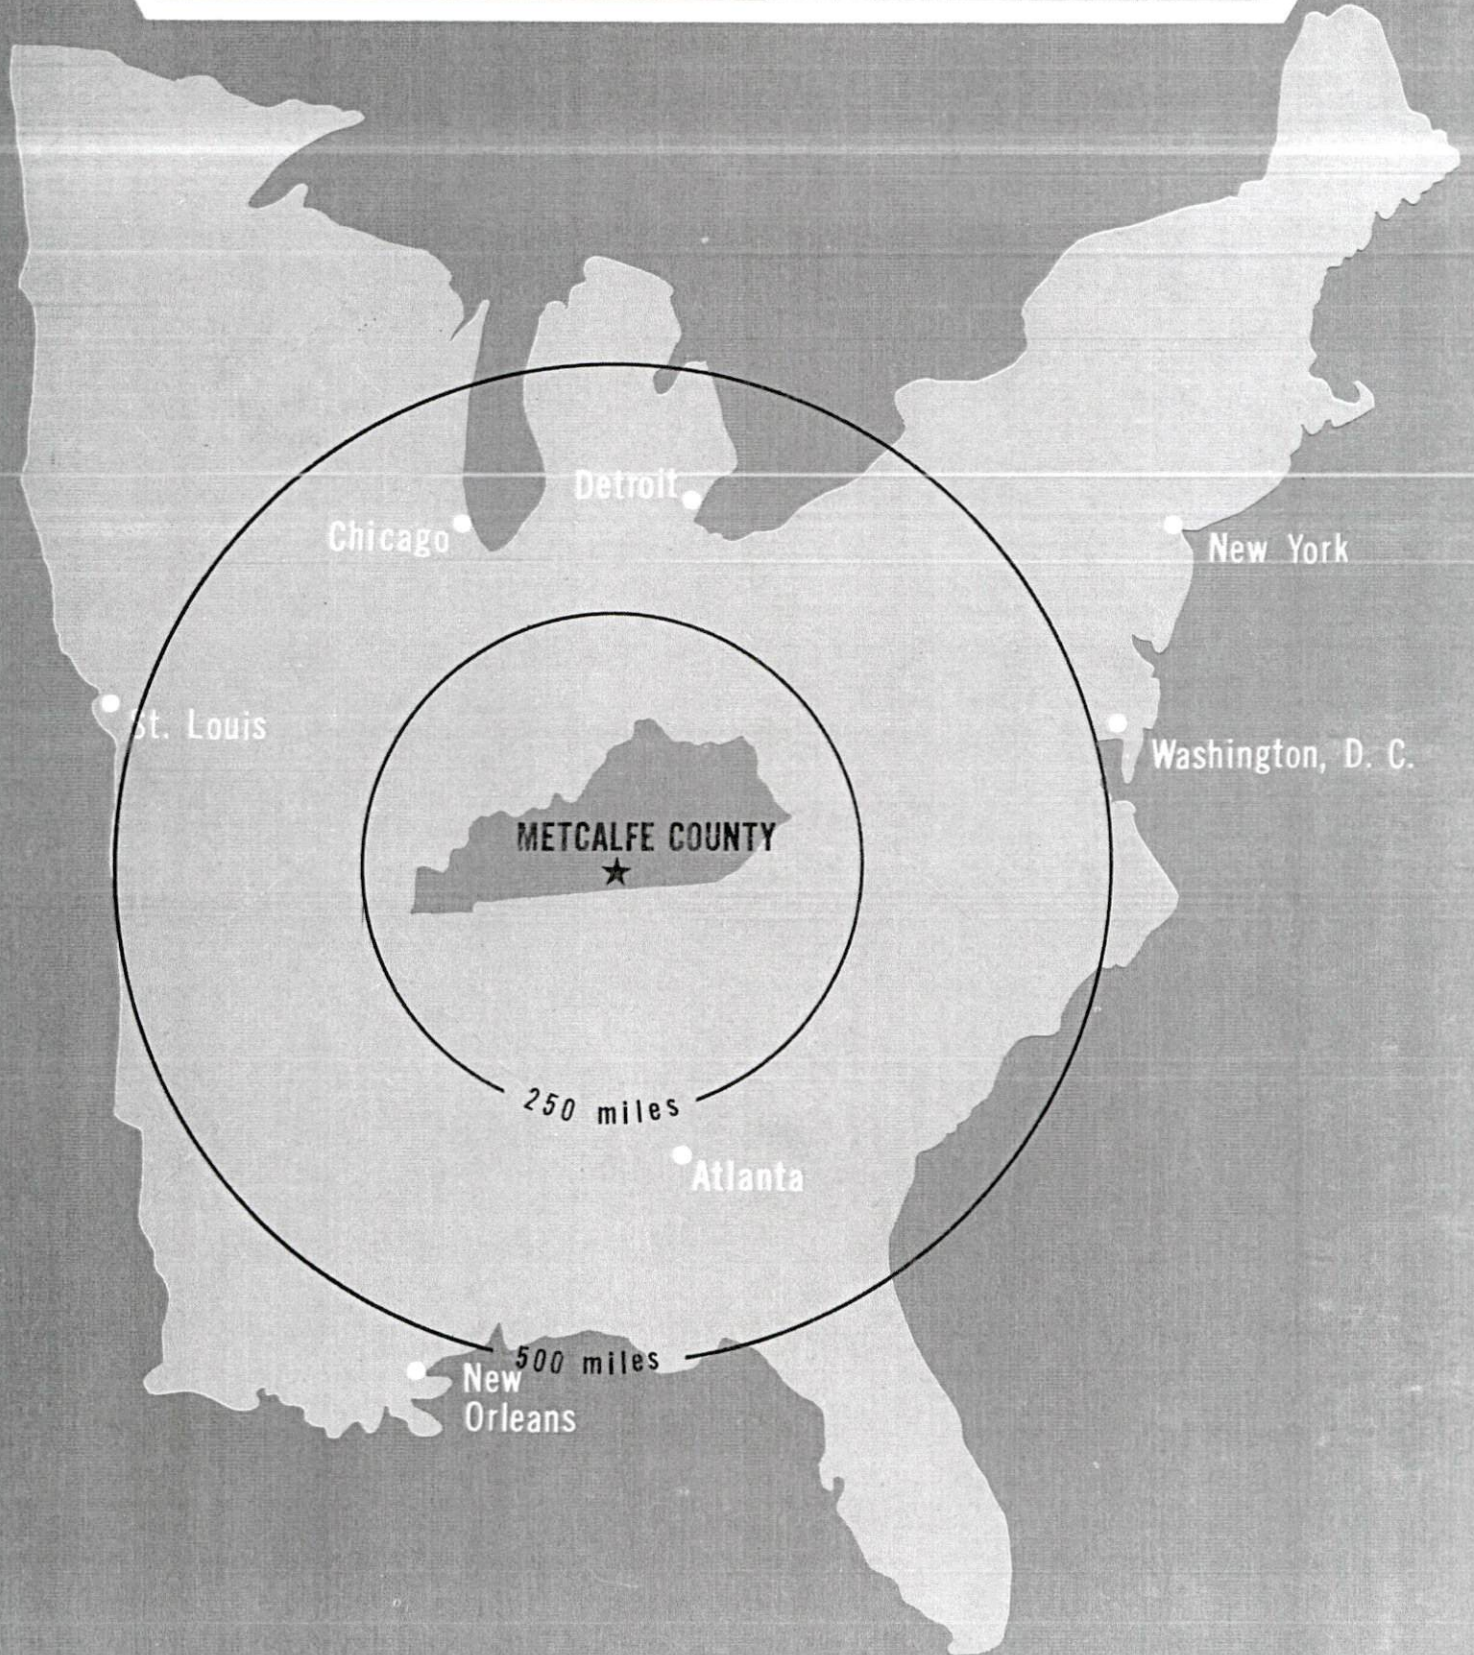 Detroit
Chicago
New York
St. Louis
Washington, D. C.
METCALFE COUNTY
250 miles
Atlanta
500 miles
New
Orleans